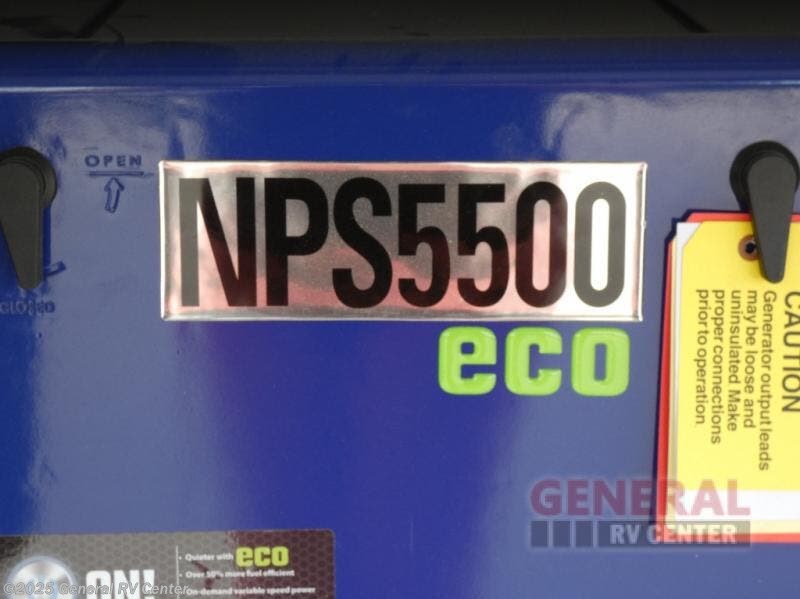 OPEN
NPS5500
eco
CLOSED
CAUTION
Generator output leads
may be loose and
uninsulated. Make
proper connections
prior to operation.
GENERAL
RV CENTER
ON!
• Quieter with eco
• Over 50% more fuel efficient
• On-demand variable speed power
©2025 General RV Center